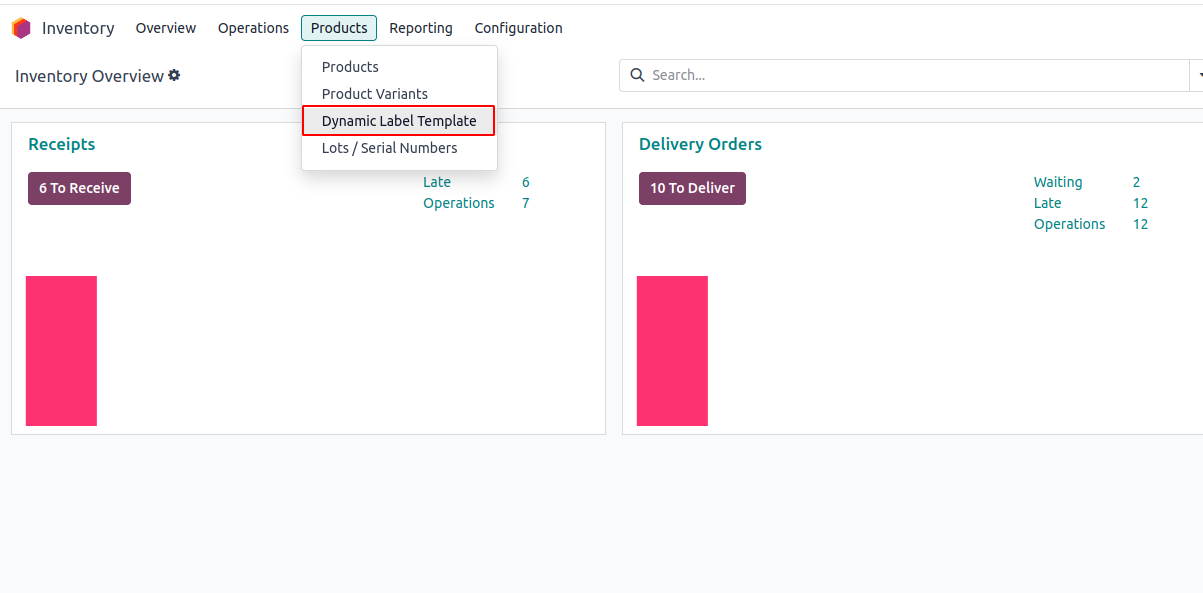 Inventory Overview Operations Products Reporting Configuration
Inventory Overview
Search...
Products
Product Variants
Dynamic Label Template
Lots / Serial Numbers
Receipts
6 To Receive
Late 6
Operations 7
Delivery Orders
10 To Deliver
Waiting 2
Late 12
Operations 12